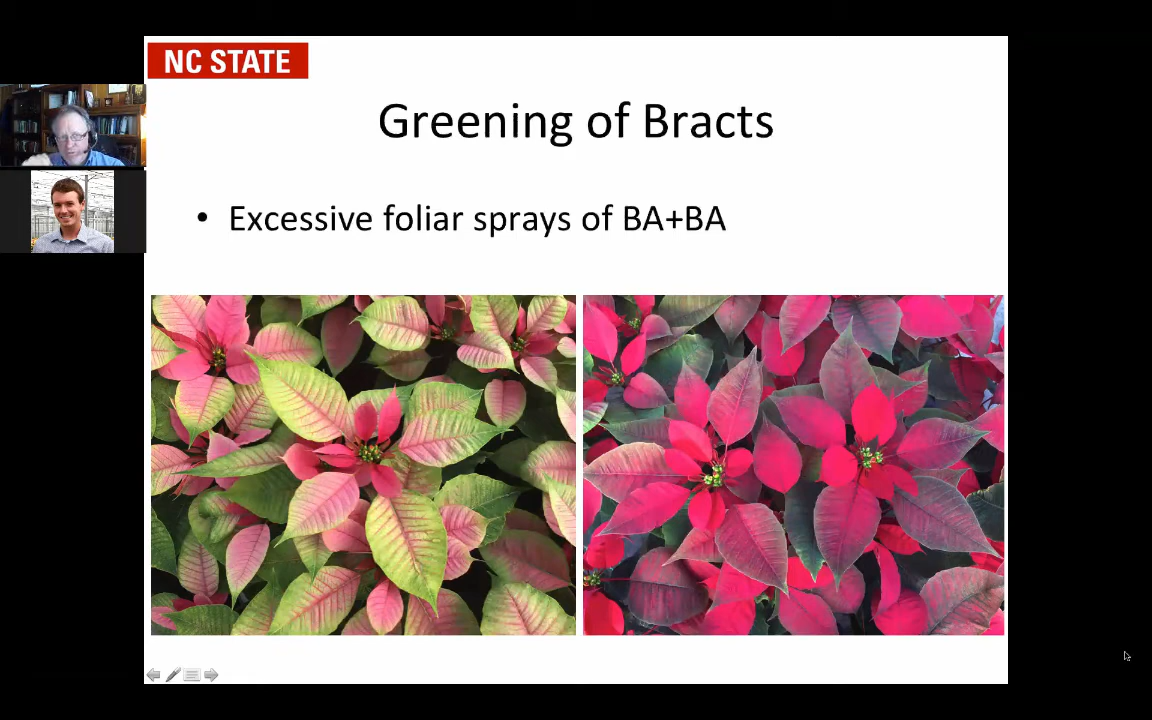 NC STATE
Greening of Bracts
• Excessive foliar sprays of BA+BA